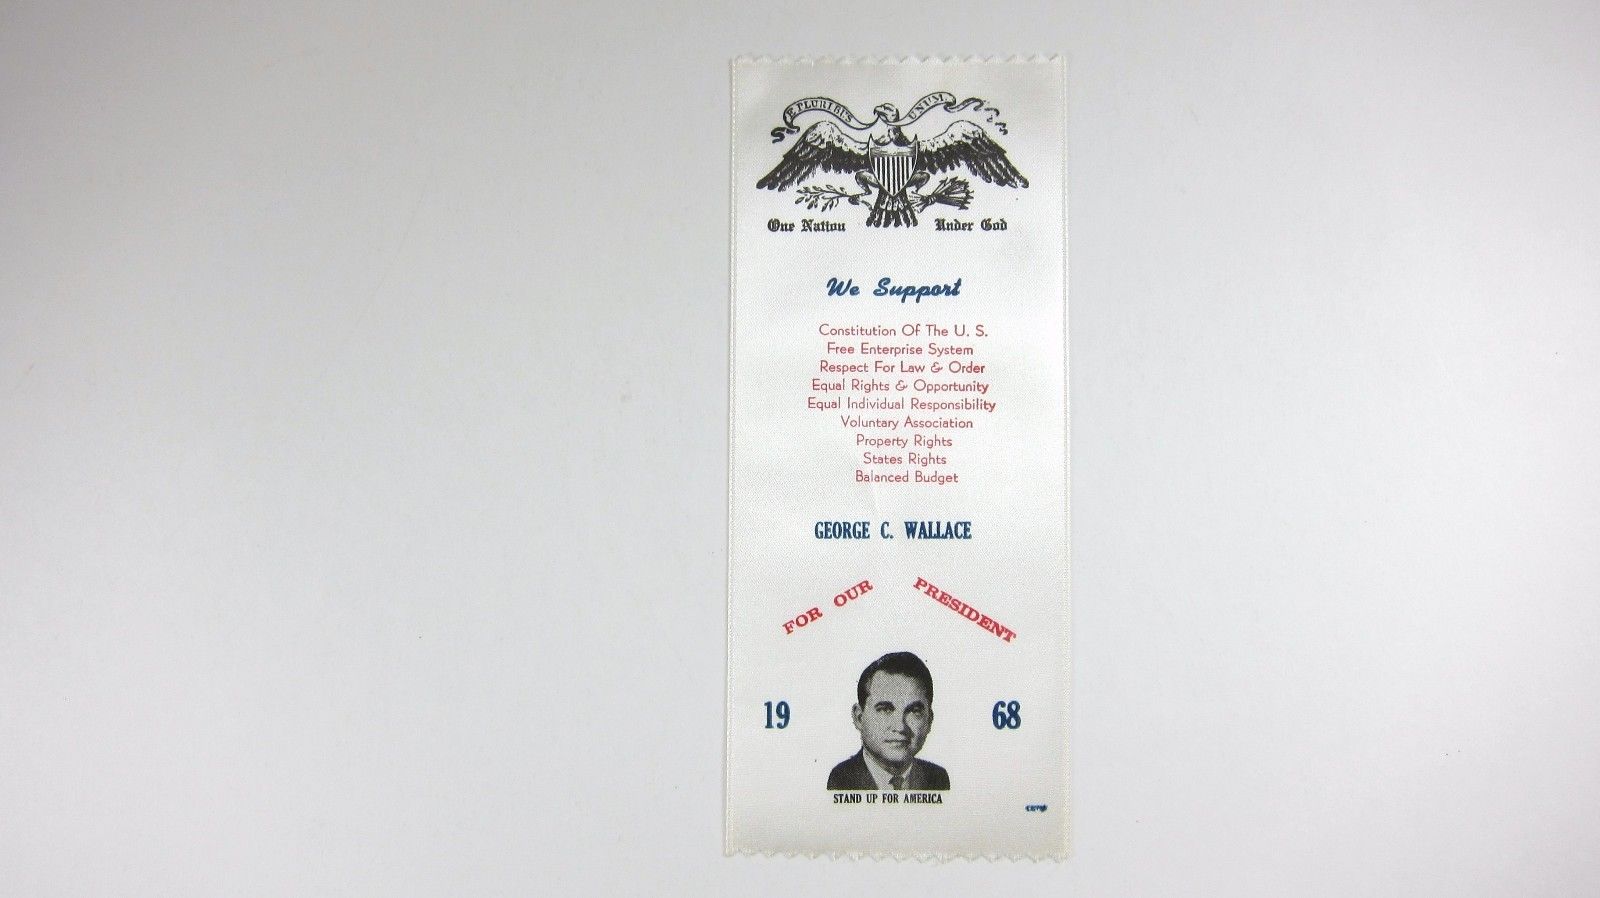 E PLURIBUS UNUM
One Nation Under God
We Support
Constitution Of The U. S.
Free Enterprise System
Respect For Law & Order
Equal Rights & Opportunity
Equal Individual Responsibility
Voluntary Association
Property Rights
States Rights
Balanced Budget
GEORGE C. WALLACE
FOR OUR PRESIDENT
19 68
STAND UP FOR AMERICA